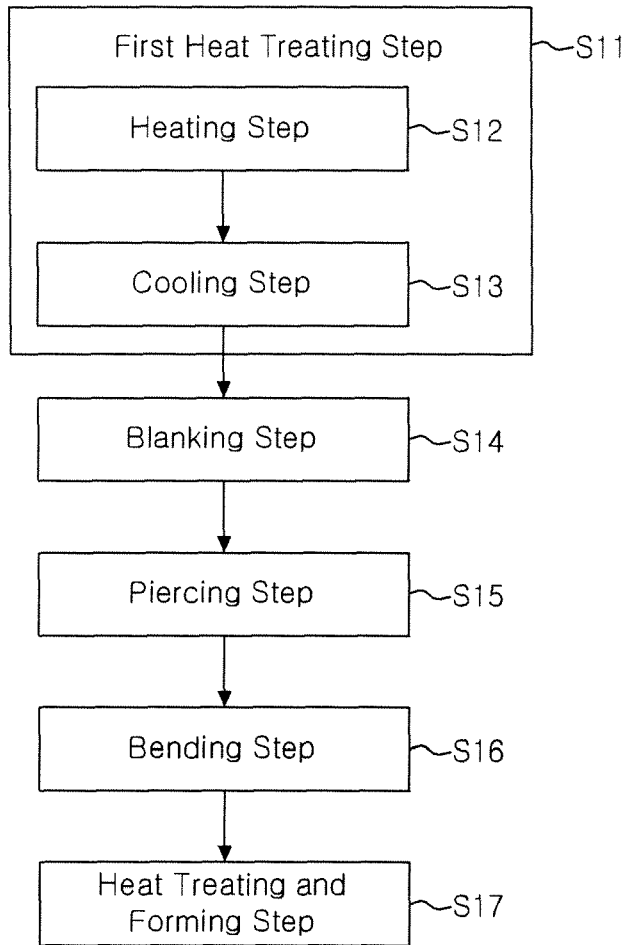 First Heat Treating Step
S11
Heating Step
S12
Cooling Step
S13
Blanking Step
S14
Piercing Step
S15
Bending Step
S16
Heat Treating and
Forming Step
S17